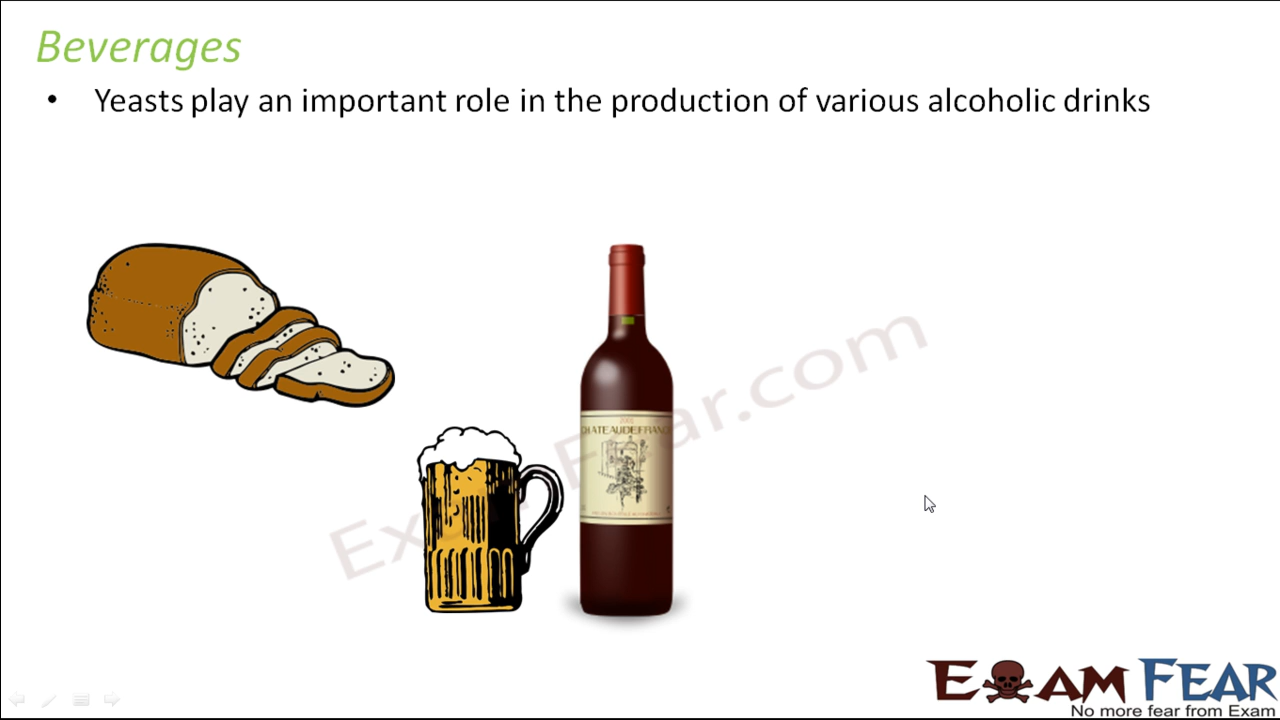 Beverages
• Yeasts play an important role in the production of various alcoholic drinks
CHATEAU DE FRANCE
ExamFear.com
EXAM FEAR
No more fear from Exam